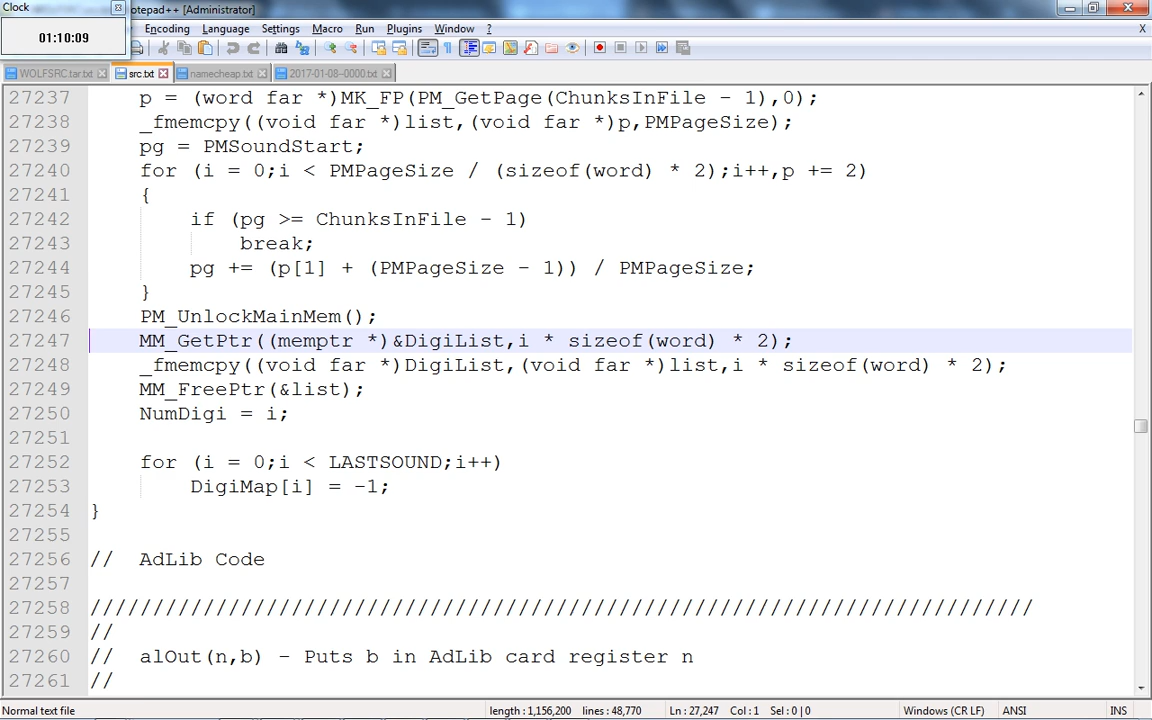 Clock
otepad++ [Administrator]
01:10:09
Encoding Language Settings Macro Run Plugins Window ?
X
WOLFSRC.tar.txt src.txt namecheap.txt 2017-01-08--0000.txt
27237 p = (word far *)MK_FP(PM_GetPage(ChunksInFile - 1),0);
27238 _fmemcpy((void far *)list,(void far *)p,PMPageSize);
27239 pg = PMSoundStart;
27240 for (i = 0;i < PMPageSize / (sizeof(word) * 2);i++,p += 2)
27241 {
27242 if (pg >= ChunksInFile - 1)
27243 break;
27244 pg += (p[1] + (PMPageSize - 1)) / PMPageSize;
27245 }
27246 PM_UnlockMainMem();
27247 MM_GetPtr((memptr *)&DigiList,i * sizeof(word) * 2);
27248 _fmemcpy((void far *)DigiList,(void far *)list,i * sizeof(word) * 2);
27249 MM_FreePtr(&list);
27250 NumDigi = i;
27251
27252 for (i = 0;i < LASTSOUND;i++)
27253 DigiMap[i] = -1;
27254 }
27255
27256 // AdLib Code
27257
27258 ///////////////////////////////////////////////////////////////////////////
27259 //
27260 // alOut(n,b) - Puts b in AdLib card register n
27261 //
Normal text file length : 1,156,200 lines : 48,770 Ln : 27,247 Col : 1 Sel : 0 | 0 Windows (CR LF) ANSI INS